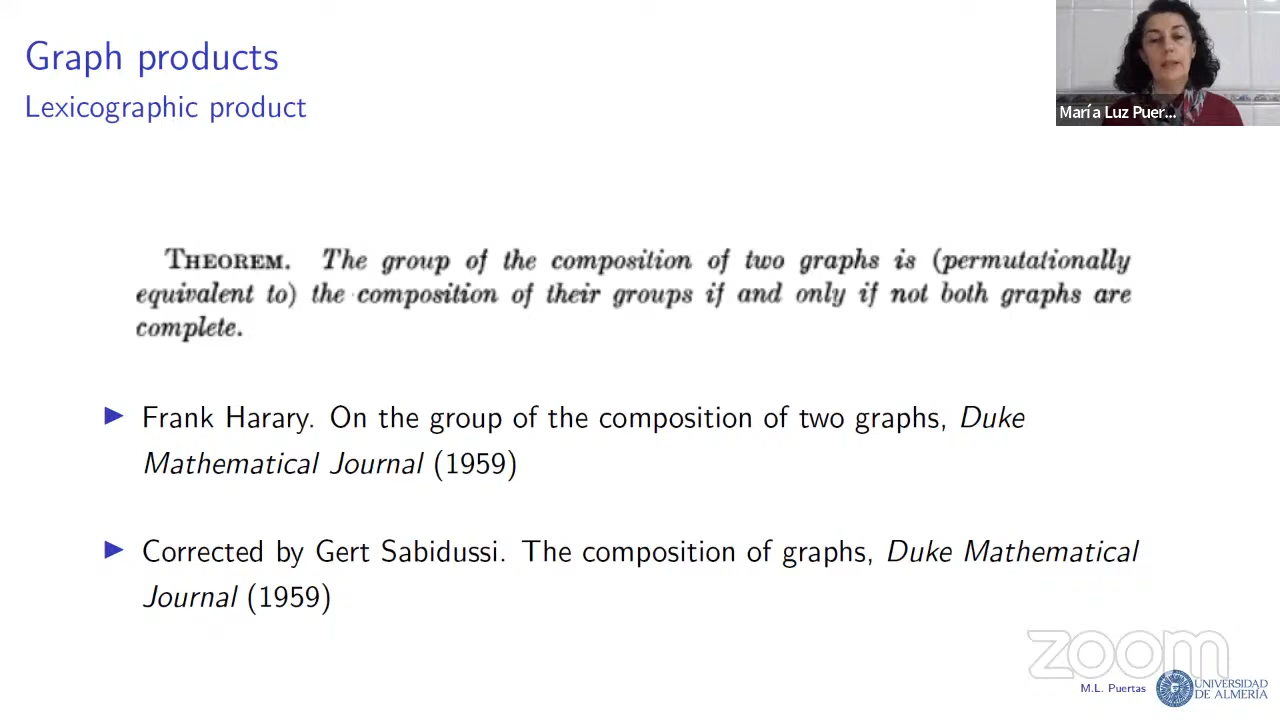 Graph products
Lexicographic product
María Luz Puer...
THEOREM. The group of the composition of two graphs is (permutationally
equivalent to) the composition of their groups if and only if not both graphs are
complete.
Frank Harary. On the group of the composition of two graphs, Duke
Mathematical Journal (1959)
Corrected by Gert Sabidussi. The composition of graphs, Duke Mathematical
Journal (1959)
zoom
M.L. Puertas
UNIVERSIDAD
DE ALMERÍA